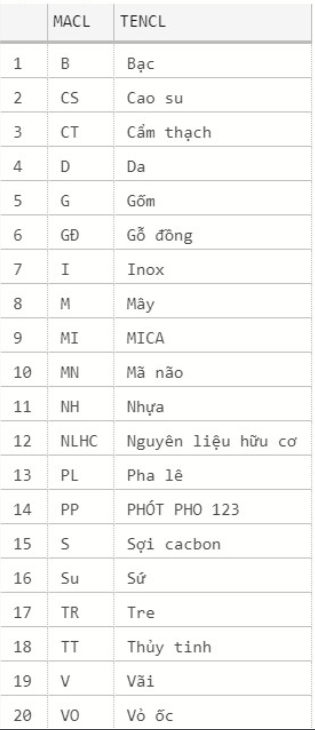 MACL TENCL
1 B Bạc
2 CS Cao su
3 CT Cẩm thạch
4 D Da
5 G Gốm
6 GĐ Gỗ đồng
7 I Inox
8 M Mây
9 MI MICA
10 MN Mã não
11 NH Nhựa
12 NLHC Nguyên liệu hữu cơ
13 PL Pha lê
14 PP PHÓT PHO 123
15 S Sợi cacbon
16 Su Sứ
17 TR Tre
18 TT Thủy tinh
19 V Vãi
20 VO Vỏ ốc